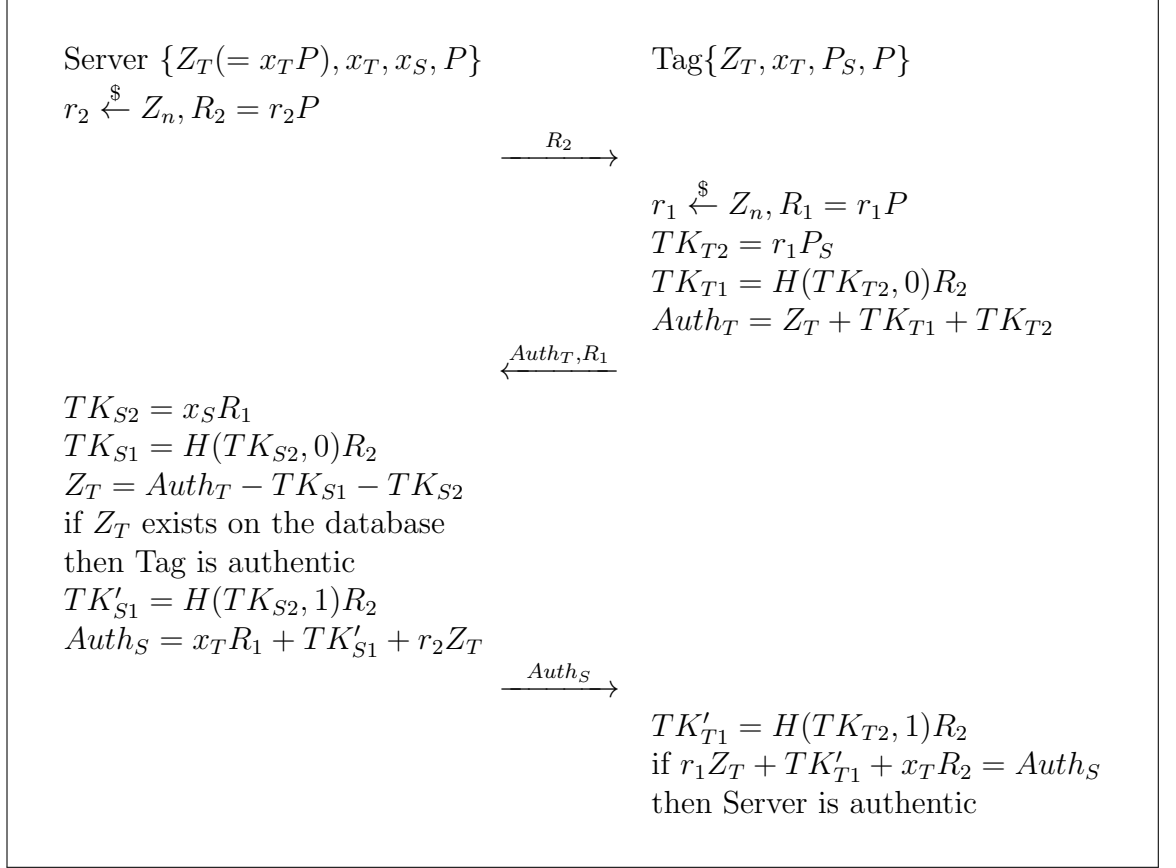 Server {Z_T(= x_T P), x_T, x_S, P}
Tag{Z_T, x_T, P_S, P}
r_2 ←$ Z_n, R_2 = r_2P
R_2
r_1 ←$ Z_n, R_1 = r_1P
TK_{T2} = r_1P_S
TK_{T1} = H(TK_{T2}, 0)R_2
Auth_T = Z_T + TK_{T1} + TK_{T2}
Auth_T,R_1
TK_{S2} = x_SR_1
TK_{S1} = H(TK_{S2}, 0)R_2
Z_T = Auth_T − TK_{S1} − TK_{S2}
if Z_T exists on the database
then Tag is authentic
TK′_{S1} = H(TK_{S2}, 1)R_2
Auth_S = x_TR_1 + TK′_{S1} + r_2Z_T
Auth_S
TK′_{T1} = H(TK_{T2}, 1)R_2
if r_1Z_T + TK′_{T1} + x_TR_2 = Auth_S
then Server is authentic